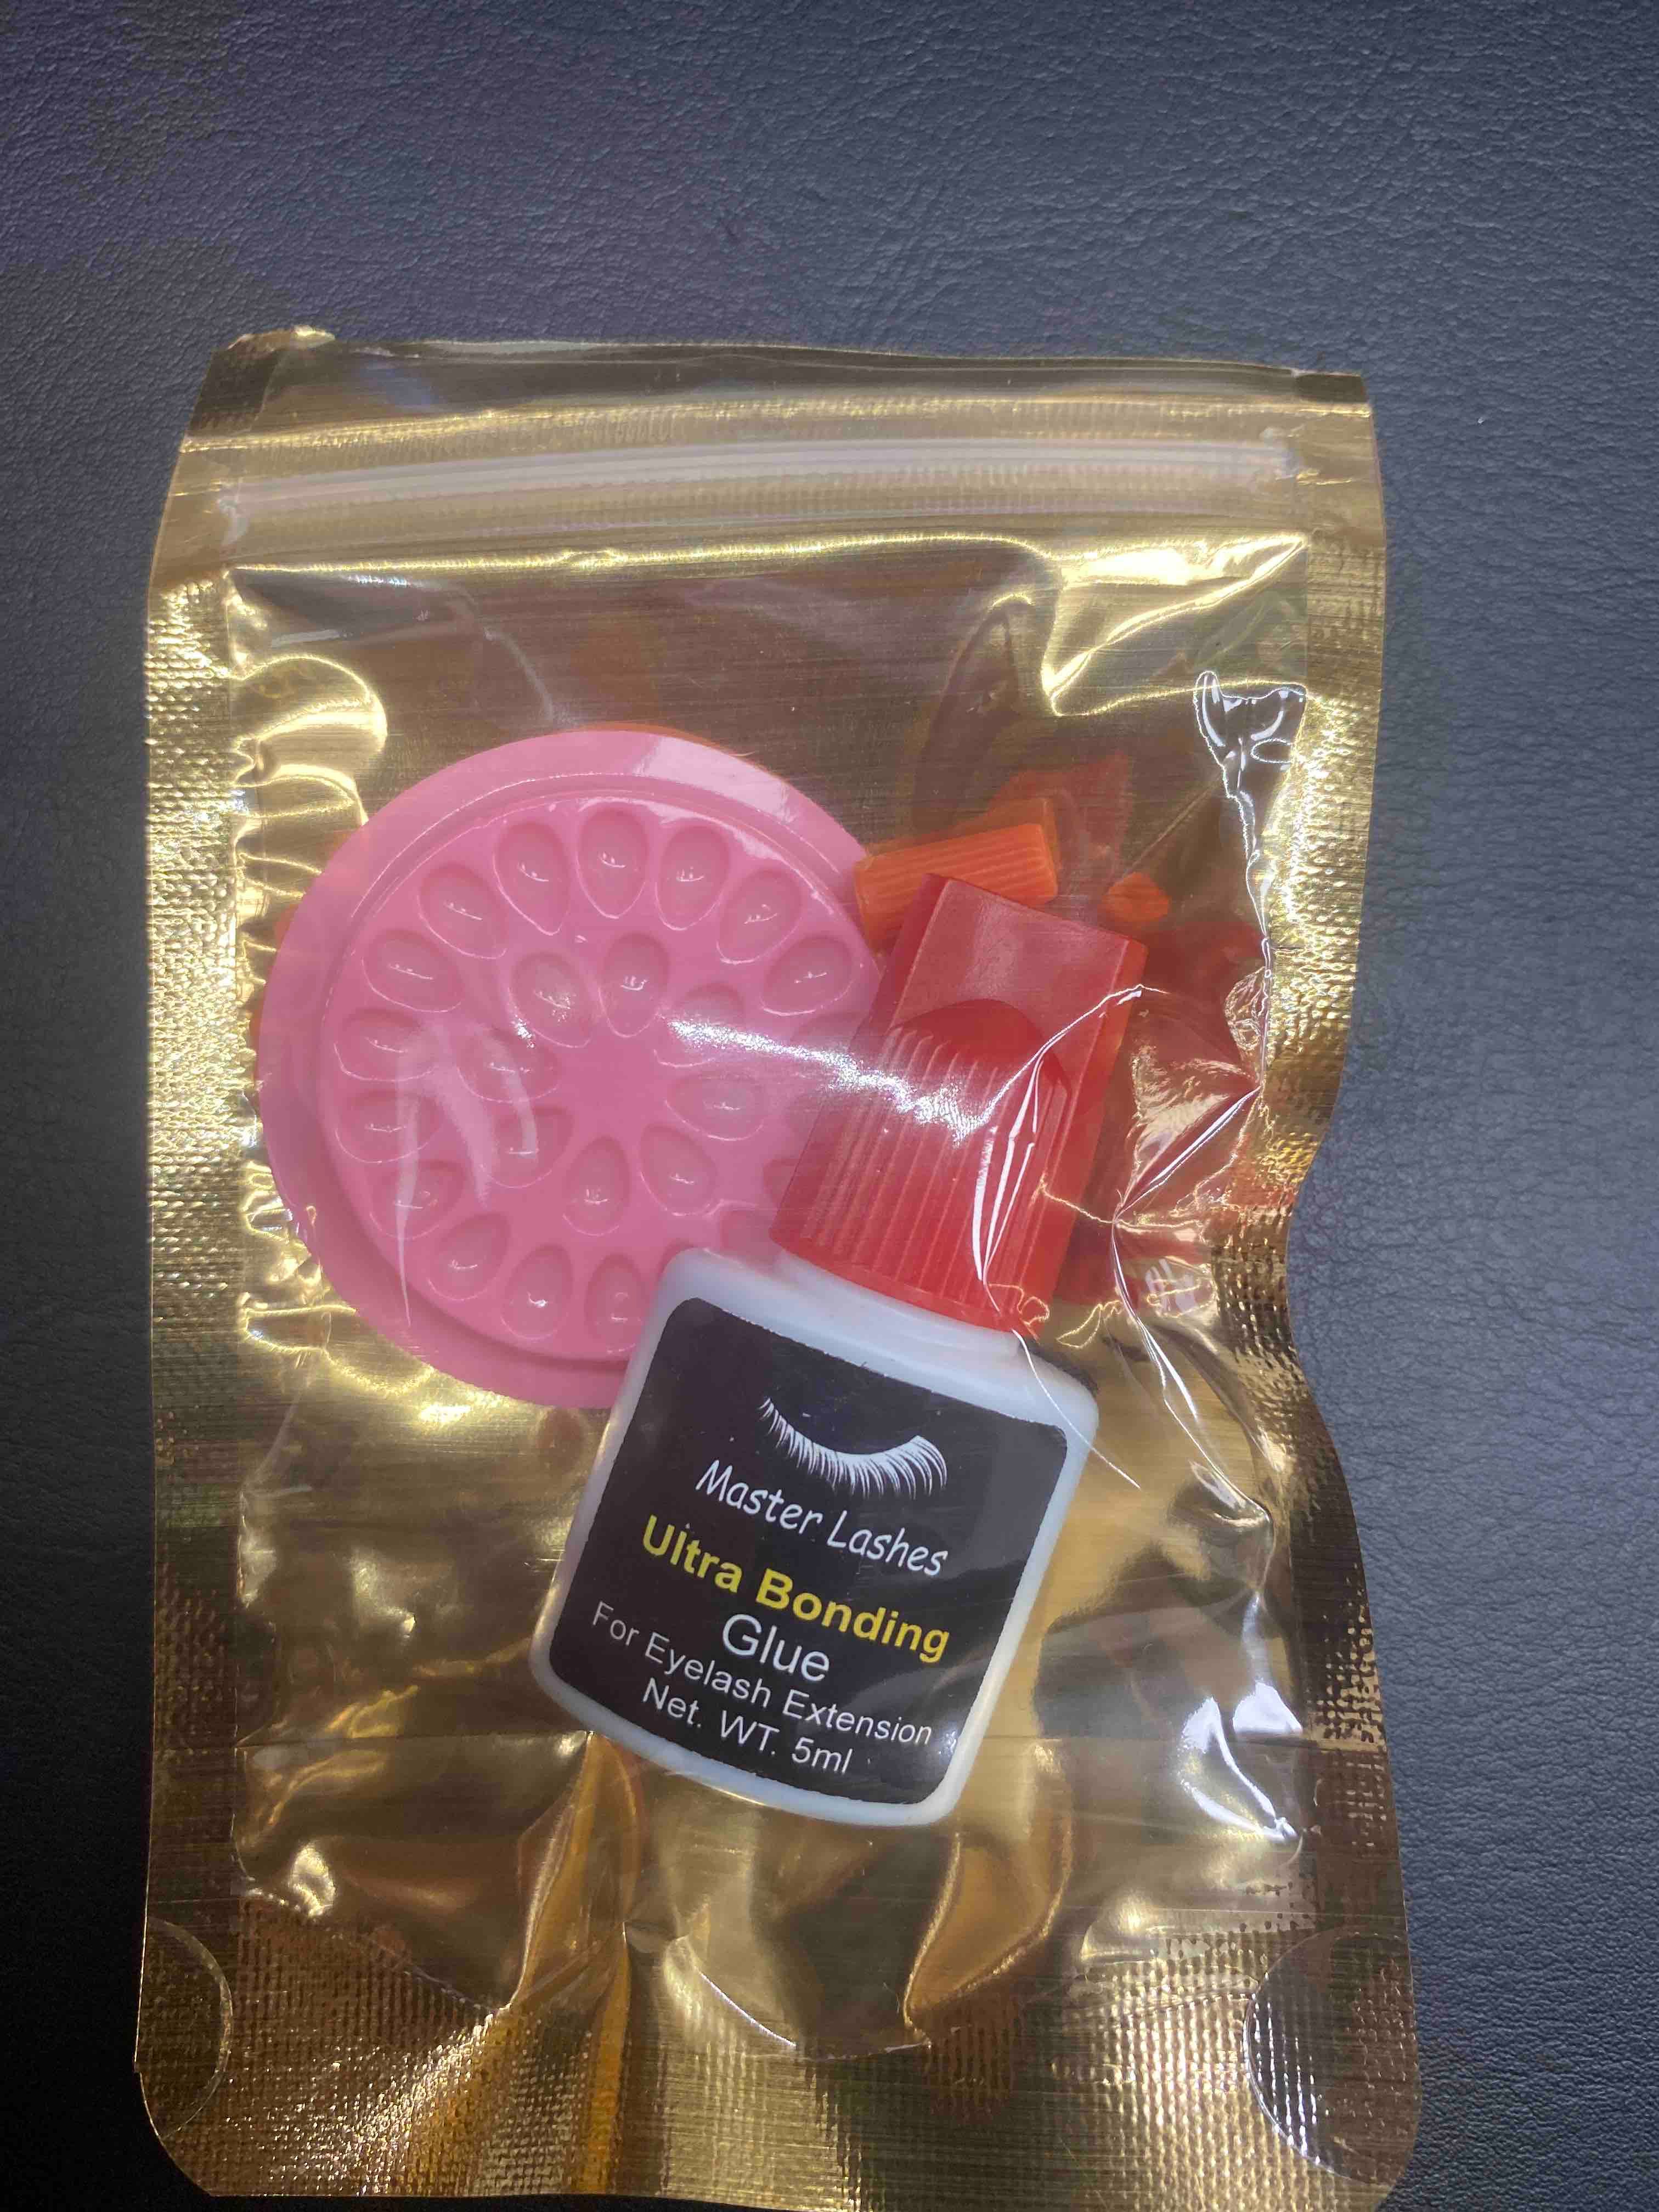 Master Lashes
Ultra Bonding
Glue
For Eyelash Extension
Net. WT. 5ml